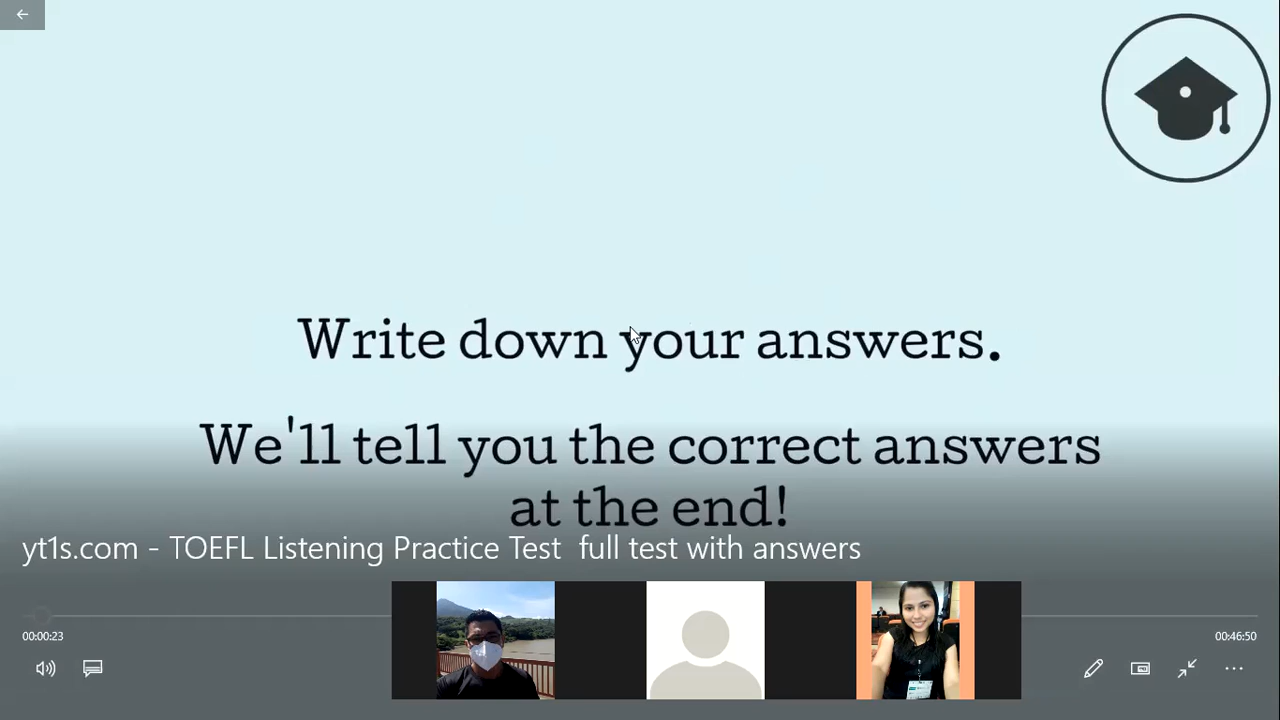 Write down your answers.
We'll tell you the correct answers
at the end!
yt1s.com - TOEFL Listening Practice Test  full test with answers
00:00:23
00:46:50